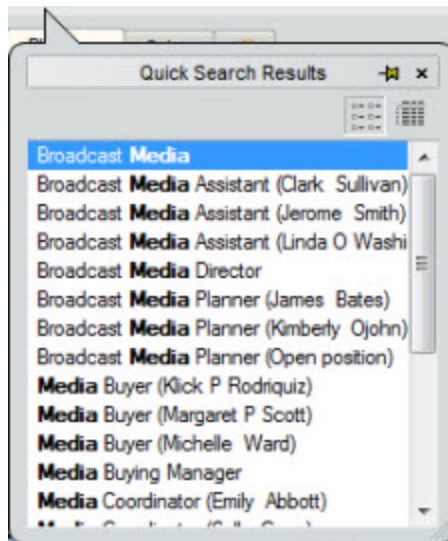 Quick Search Results
Broadcast Media
Broadcast Media Assistant (Clark Sullivan)
Broadcast Media Assistant (Jerome Smith)
Broadcast Media Assistant (Linda O Washi
Broadcast Media Director
Broadcast Media Planner (James Bates)
Broadcast Media Planner (Kimberly Ojohn)
Broadcast Media Planner (Open position)
Media Buyer (Klick P Rodriquiz)
Media Buyer (Margaret P Scott)
Media Buyer (Michelle Ward)
Media Buying Manager
Media Coordinator (Emily Abbott)